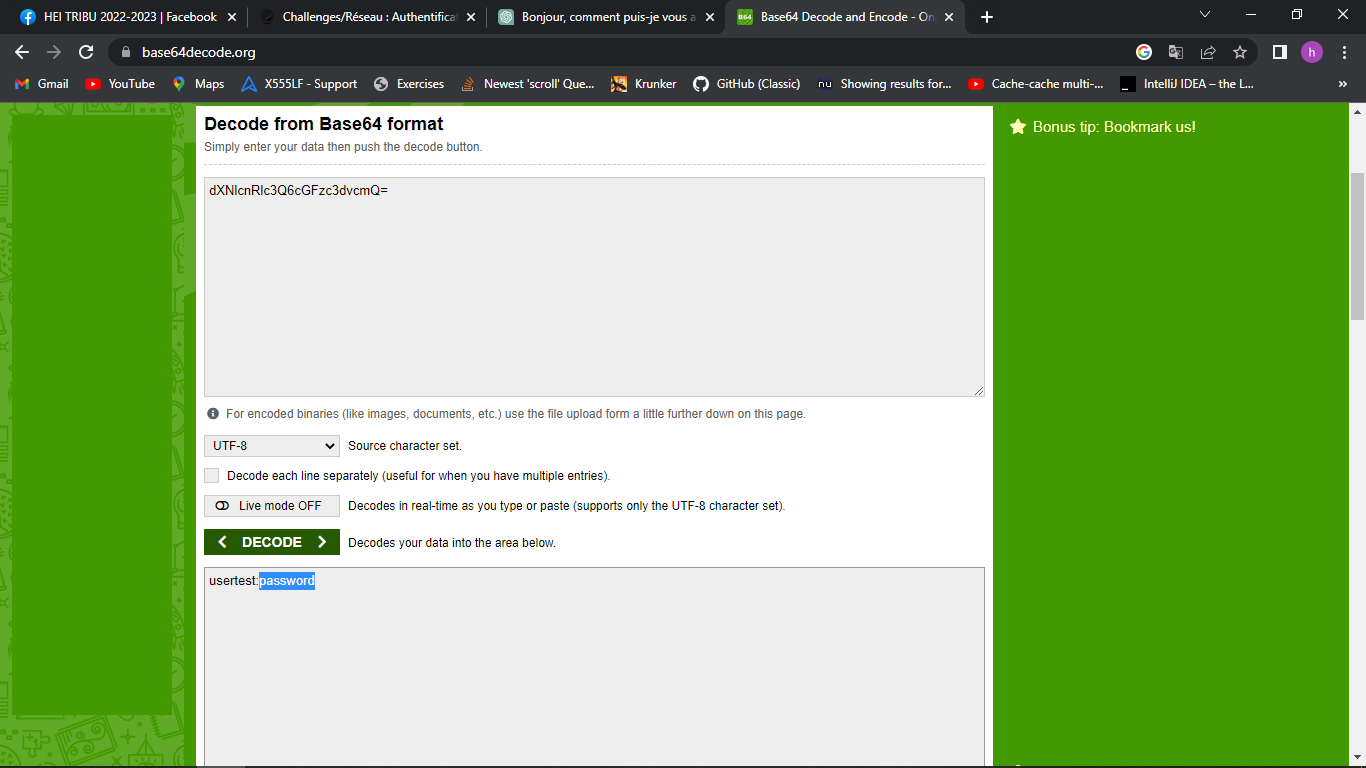 HEI TRIBU 2022-2023 | Facebook
Challenges/Réseau : Authentificat
Bonjour, comment puis-je vous a
B64 Base64 Decode and Encode - On
base64decode.org
h
Gmail YouTube Maps X555LF - Support Exercises Newest 'scroll' Que... Krunker GitHub (Classic) nu Showing results for... Cache-cache multi-... IntelliJ IDEA – the L... »
Decode from Base64 format
Simply enter your data then push the decode button.
Bonus tip: Bookmark us!
dXNlcnRlc3Q6cGFzc3dvcmQ=
For encoded binaries (like images, documents, etc.) use the file upload form a little further down on this page.
UTF-8 Source character set.
Decode each line separately (useful for when you have multiple entries).
Live mode OFF Decodes in real-time as you type or paste (supports only the UTF-8 character set).
< DECODE > Decodes your data into the area below.
usertest:password